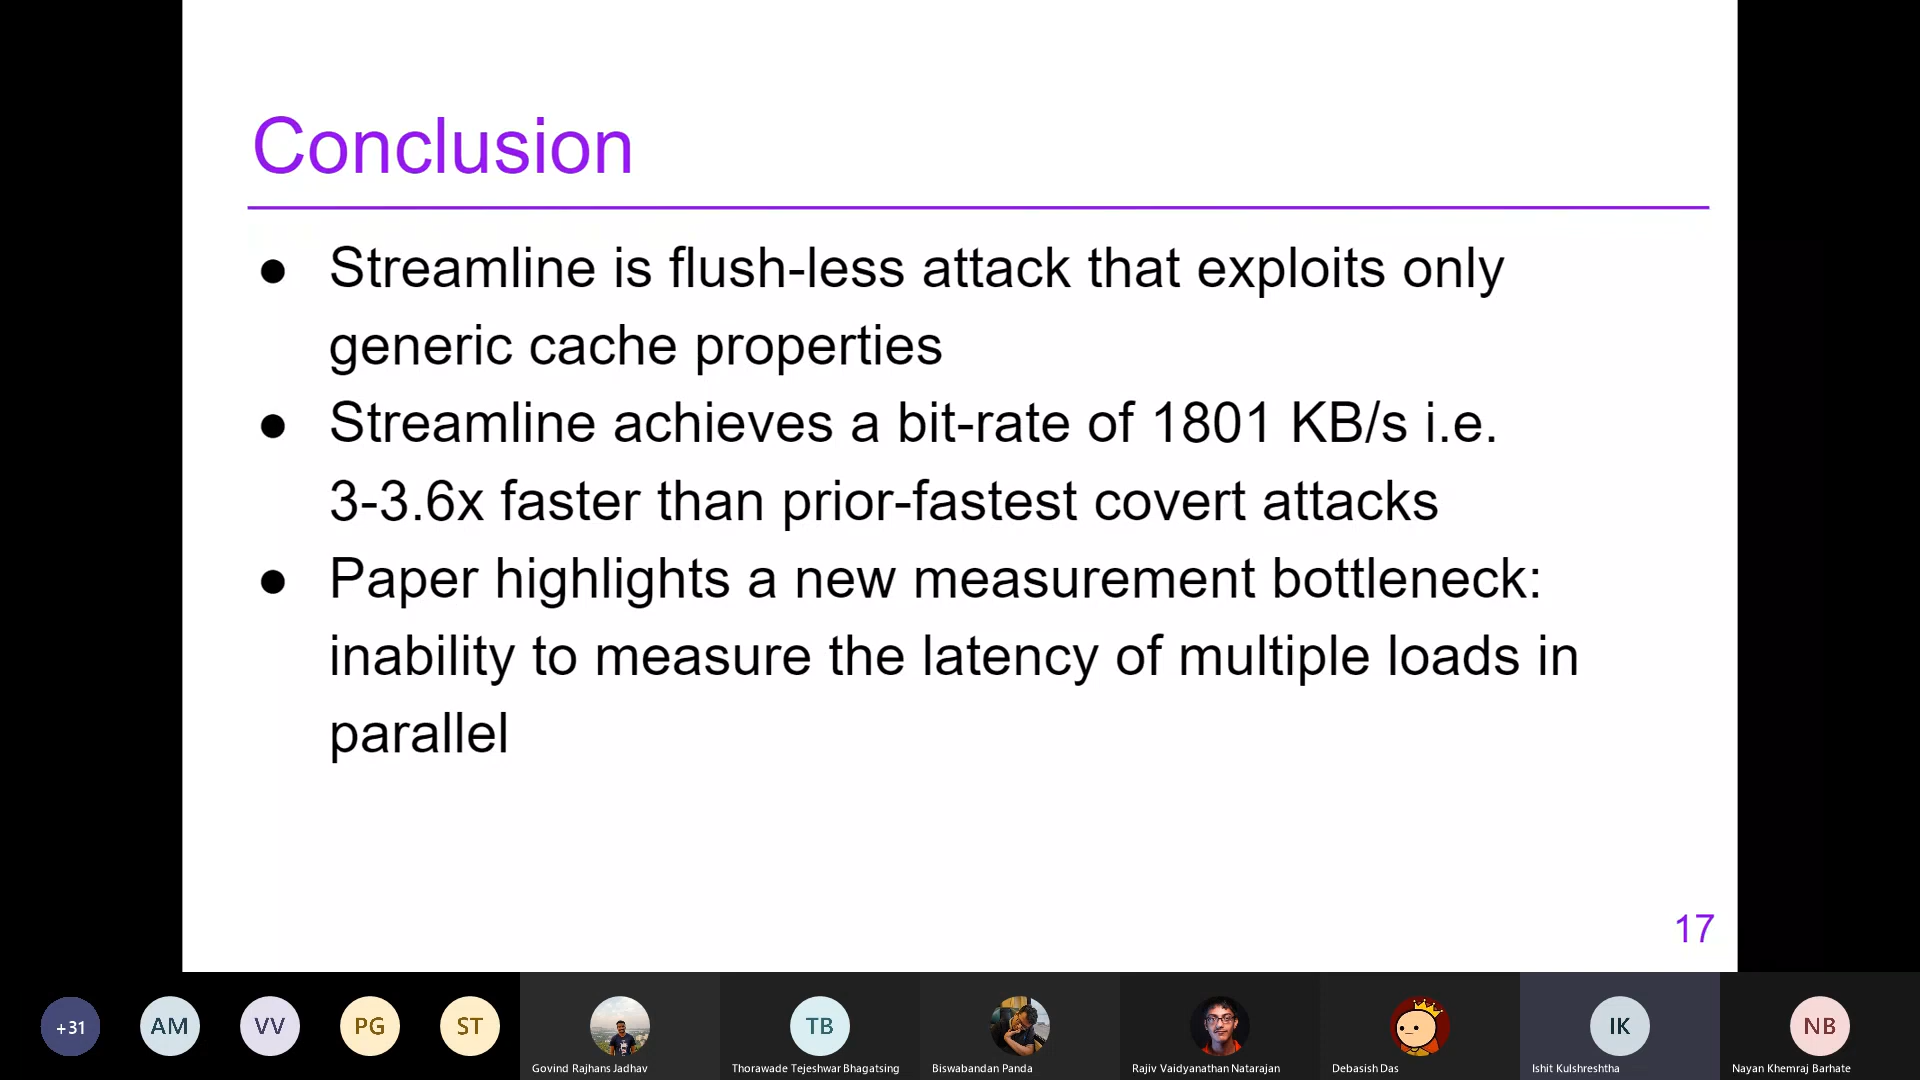 Conclusion
● Streamline is flush-less attack that exploits only
generic cache properties
● Streamline achieves a bit-rate of 1801 KB/s i.e.
3-3.6x faster than prior-fastest covert attacks
● Paper highlights a new measurement bottleneck:
inability to measure the latency of multiple loads in
parallel
17
+31 AM VV PG ST TB IK NB
Govind Rajhans Jadhav Thorawade Tejeshwar Bhagatsing Biswabandan Panda Rajiv Vaidyanathan Natarajan Debasish Das Ishit Kulshreshtha Nayan Khemraj Barhate